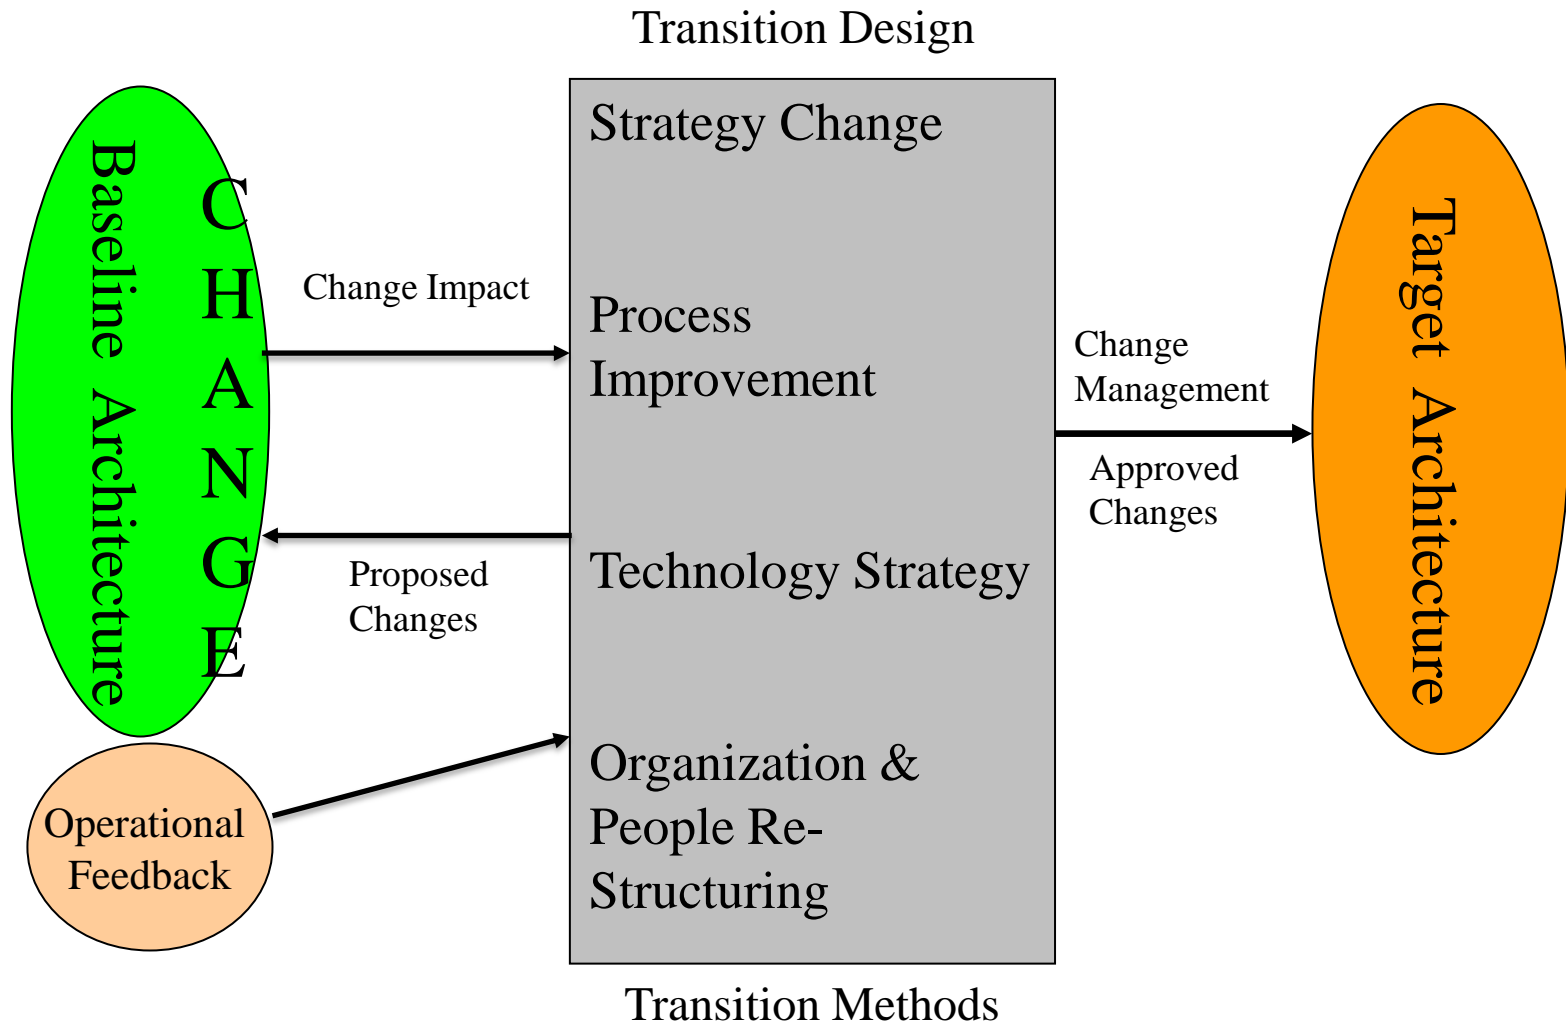 Transition Design
Baseline Architecture
C
H
A
N
G
E
Change Impact
Proposed
Changes
Operational
Feedback
Strategy Change
Process
Improvement
Technology Strategy
Organization &
People Re-
Structuring
Change
Management
Approved
Changes
Target Architecture
Transition Methods